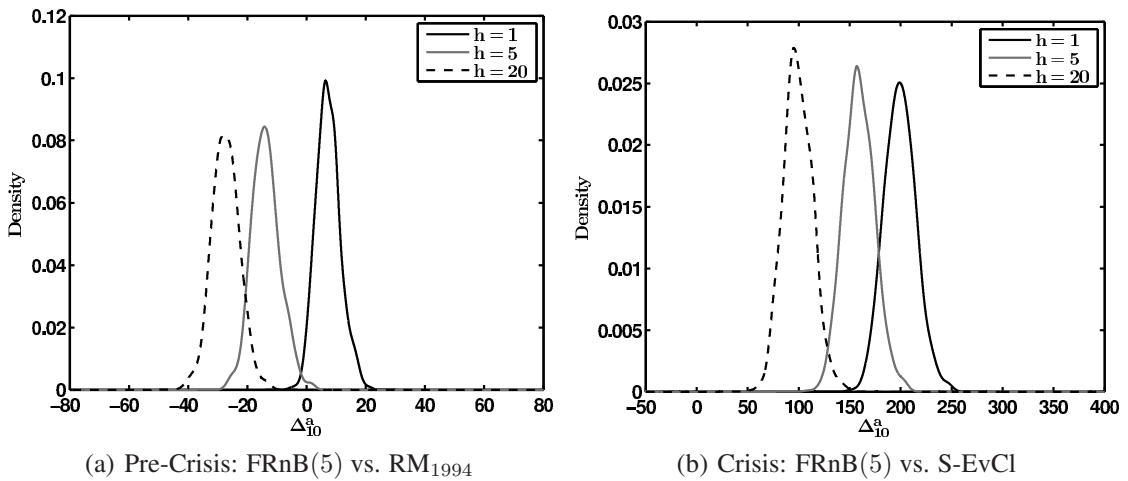 0.12
0.1
0.08
0.06
0.04
0.02
0
Density
−80 −60 −40 −20 0 20 40 60 80
Δ^a_10
h = 1
h = 5
h = 20
(a) Pre-Crisis: FRnB(5) vs. RM_1994
0.03
0.025
0.02
0.015
0.01
0.005
0
Density
−50 0 50 100 150 200 250 300 350 400
Δ^a_10
h = 1
h = 5
h = 20
(b) Crisis: FRnB(5) vs. S-EvCl